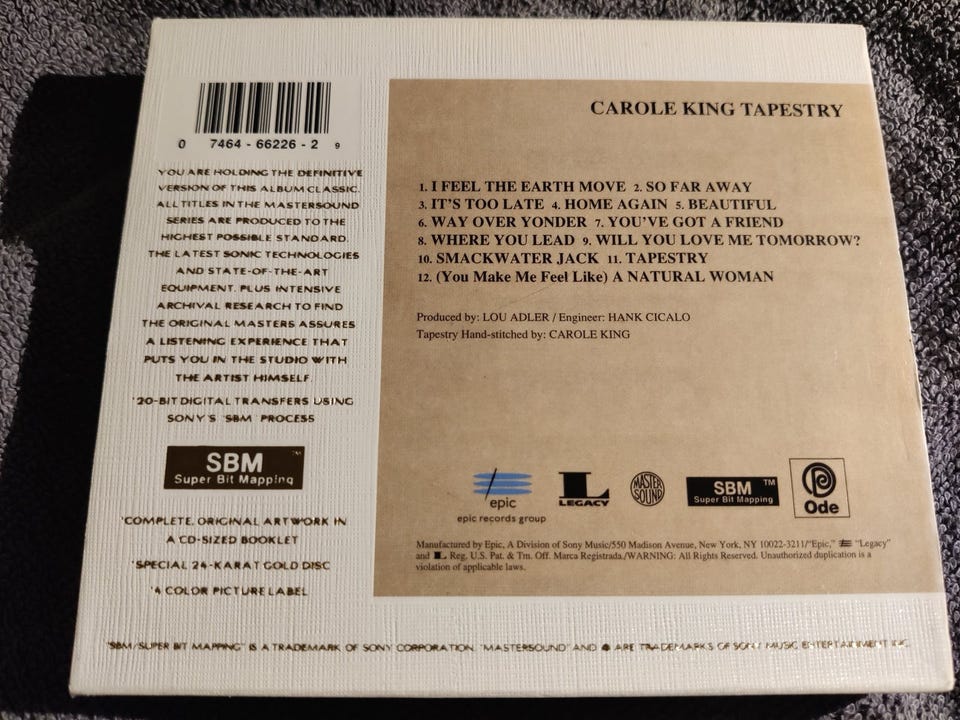 0 7464 - 66226 - 2 9
YOU ARE HOLDING THE DEFINITIVE
VERSION OF THIS ALBUM CLASSIC.
ALL TITLES IN THE MASTERSOUND
SERIES ARE PRODUCED TO THE
HIGHEST POSSIBLE STANDARD.
THE LATEST SONIC TECHNOLOGIES
AND STATE-OF-THE-ART
EQUIPMENT, PLUS INTENSIVE
ARCHIVAL RESEARCH TO FIND
THE ORIGINAL MASTERS ASSURES
A LISTENING EXPERIENCE THAT
PUTS YOU IN THE STUDIO WITH
THE ARTIST HIMSELF.
*20-BIT DIGITAL TRANSFERS USING
SONY'S "SBM" PROCESS
SBM ™
Super Bit Mapping
*COMPLETE, ORIGINAL ARTWORK IN
A CD-SIZED BOOKLET
*SPECIAL 24-KARAT GOLD DISC
*A COLOR PICTURE LABEL
CAROLE KING TAPESTRY
1. I FEEL THE EARTH MOVE 2. SO FAR AWAY
3. IT'S TOO LATE 4. HOME AGAIN 5. BEAUTIFUL
6. WAY OVER YONDER 7. YOU'VE GOT A FRIEND
8. WHERE YOU LEAD 9. WILL YOU LOVE ME TOMORROW?
10. SMACKWATER JACK 11. TAPESTRY
12. (You Make Me Feel Like) A NATURAL WOMAN
Produced by: LOU ADLER / Engineer: HANK CICALO
Tapestry Hand-stitched by: CAROLE KING
epic
epic records group
L
LEGACY
MASTER
SOUND
SBM ™
Super Bit Mapping
Ode
Manufactured by Epic, A Division of Sony Music/550 Madison Avenue, New York, NY 10022-3211/"Epic," "Legacy"
and L Reg. U.S. Pat. & Tm. Off. Marca Registrada./WARNING: All Rights Reserved. Unauthorized duplication is a
violation of applicable laws.
"SBM/SUPER BIT MAPPING" IS A TRADEMARK OF SONY CORPORATION. "MASTERSOUND" AND ARE TRADEMARKS OF SONY MUSIC ENTERTAINMENT INC.